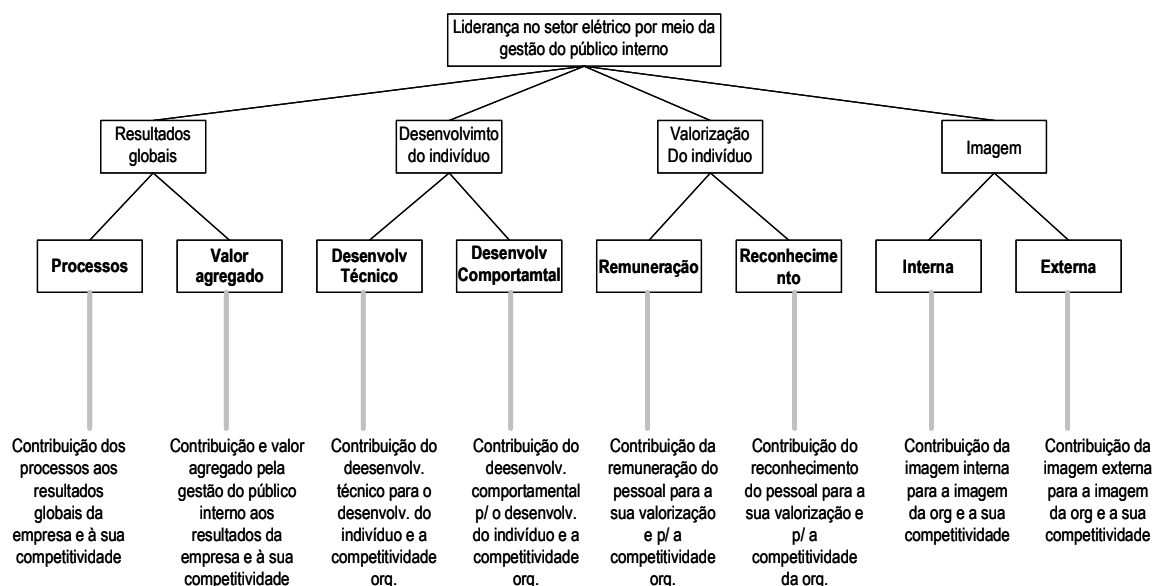 Liderança no setor elétrico por meio da
gestão do público interno
Resultados
globais
Desenvolvimto
do indivíduo
Valorização
Do indivíduo
Imagem
Processos
Valor
agregado
Desenvolv
Técnico
Desenvolv
Comportamtal
Remuneração
Reconhecime
nto
Interna
Externa
Contribuição dos
processos aos
resultados
globais da
empresa e à sua
competitividade
Contribuição e valor
agregado pela
gestão do público
interno aos
resultados da
empresa e à sua
competitividade
Contribuição do
deesenvolv.
técnico para o
desenvolv. do
indivíduo e a
competitividade
org.
Contribuição do
deesenvolv.
comportamental
p/ o desenvolv.
do indivíduo e a
competitividade
org.
Contribuição da
remuneração do
pessoal para a
sua valorização
e p/ a
competitividade
org.
Contribuição do
reconhecimento
do pessoal para a
sua valorização e
p/ a
competitividade
da org.
Contribuição da
imagem interna
para a imagem
da org e a sua
competitividade
Contribuição da
imagem externa
para a imagem
da org e a sua
competitividade